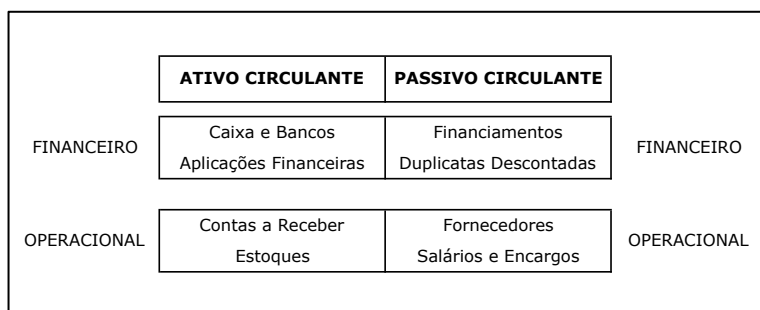 ATIVO CIRCULANTE PASSIVO CIRCULANTE
Caixa e Bancos Financiamentos
FINANCEIRO FINANCEIRO
Aplicações Financeiras Duplicatas Descontadas
Contas a Receber Fornecedores
OPERACIONAL OPERACIONAL
Estoques Salários e Encargos